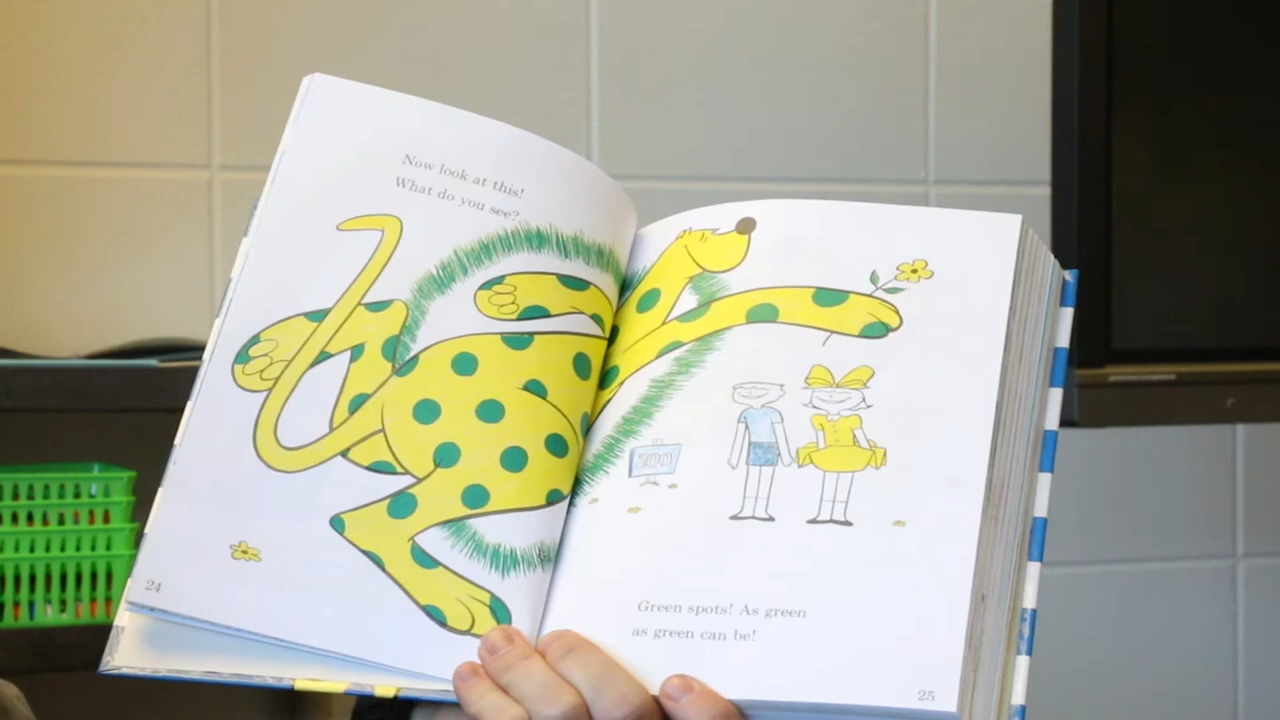 Now look at this!
What do you see?
ZOO
Green spots! As green
as green can be!
24
25